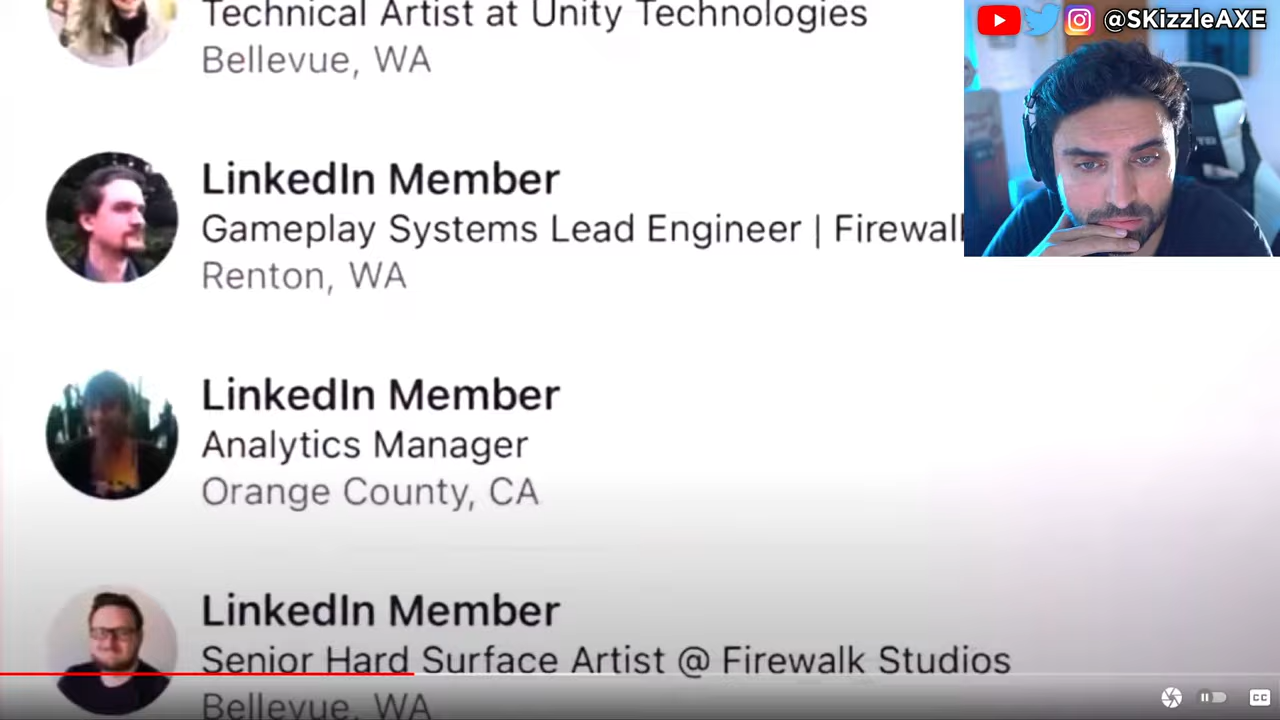 Technical Artist at Unity Technologies
Bellevue, WA
@SKizzleAXE
LinkedIn Member
Gameplay Systems Lead Engineer | Firewall
Renton, WA
LinkedIn Member
Analytics Manager
Orange County, CA
LinkedIn Member
Senior Hard Surface Artist @ Firewalk Studios
Bellevue, WA
CC